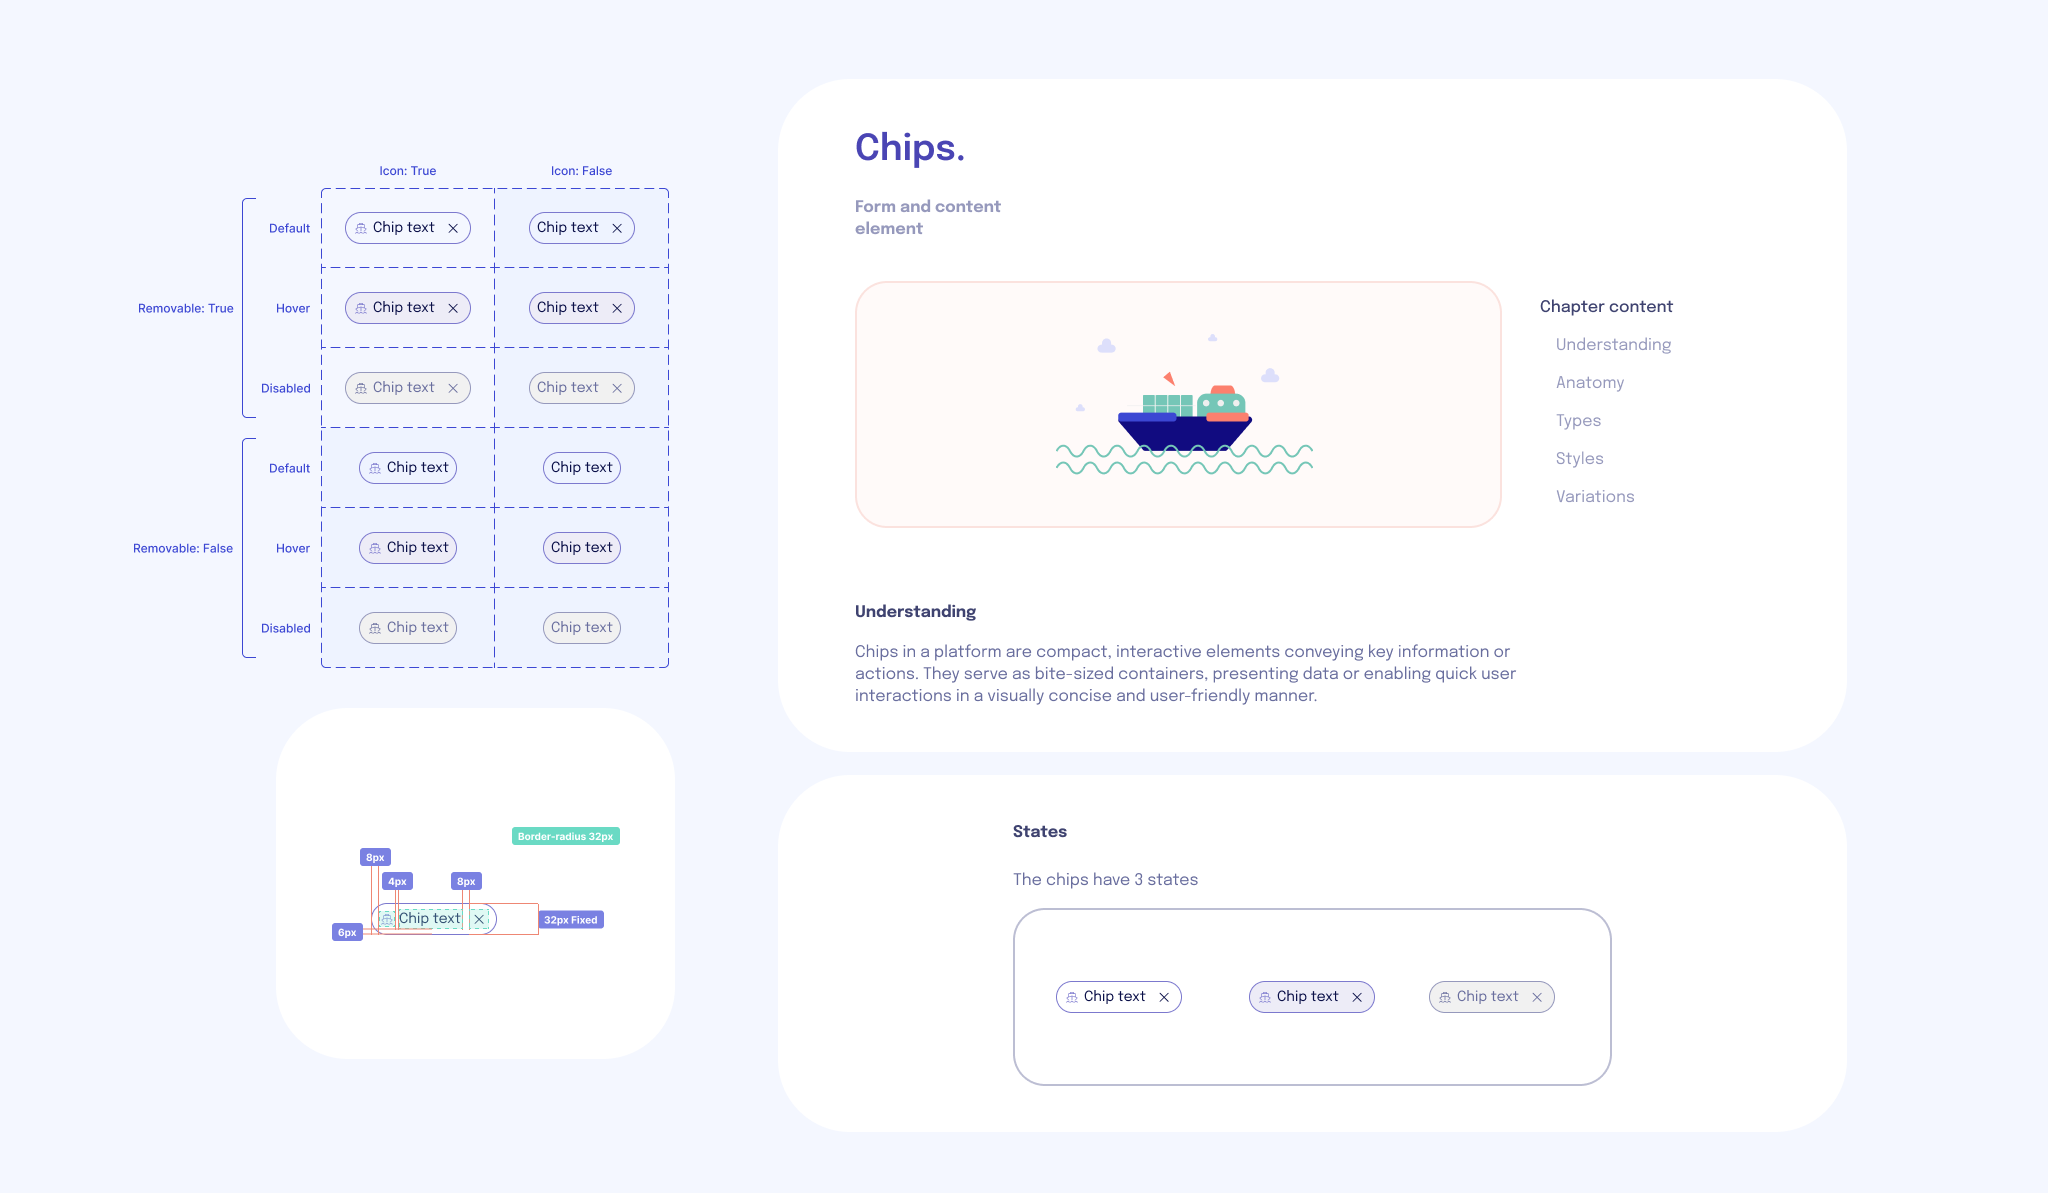 Icon: True
Icon: False
Removable: True
Default
Chip text
Chip text
Hover
Chip text
Chip text
Disabled
Chip text
Chip text
Removable: False
Default
Chip text
Chip text
Hover
Chip text
Chip text
Disabled
Chip text
Chip text
Border-radius 32px
8px
4px
8px
Chip text
32px Fixed
6px
Chips.
Form and content
element
Chapter content
Understanding
Anatomy
Types
Styles
Variations
Understanding
Chips in a platform are compact, interactive elements conveying key information or
actions. They serve as bite-sized containers, presenting data or enabling quick user
interactions in a visually concise and user-friendly manner.
States
The chips have 3 states
Chip text
Chip text
Chip text